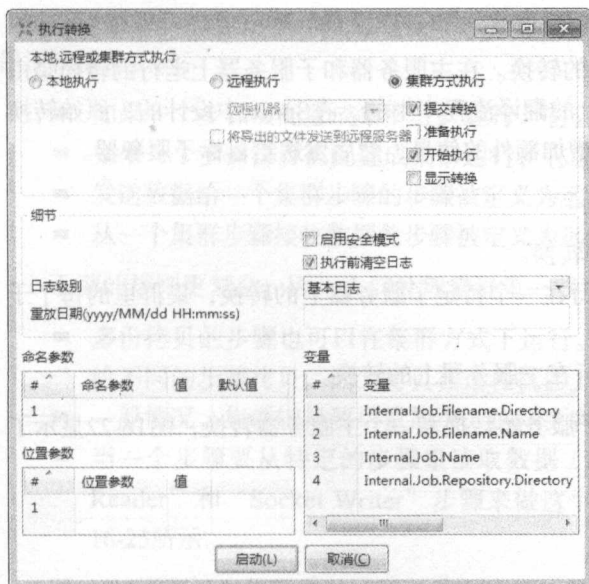 执行转换
本地,远程或集群方式执行
本地执行 远程执行 集群方式执行
远程机器 提交转换
将导出的文件发送到远程服务器 准备执行
开始执行
显示转换
细节
启用安全模式
执行前清空日志
日志级别 基本日志
重放日期(yyyy/MM/dd HH:mm:ss)
命名参数 变量
# 命名参数 值 默认值 # 变量
1 1 Internal.Job.Filename.Directory
2 Internal.Job.Filename.Name
位置参数 3 Internal.Job.Name
# 位置参数 值 4 Internal.Job.Repository.Directory
1
启动(L) 取消(C)